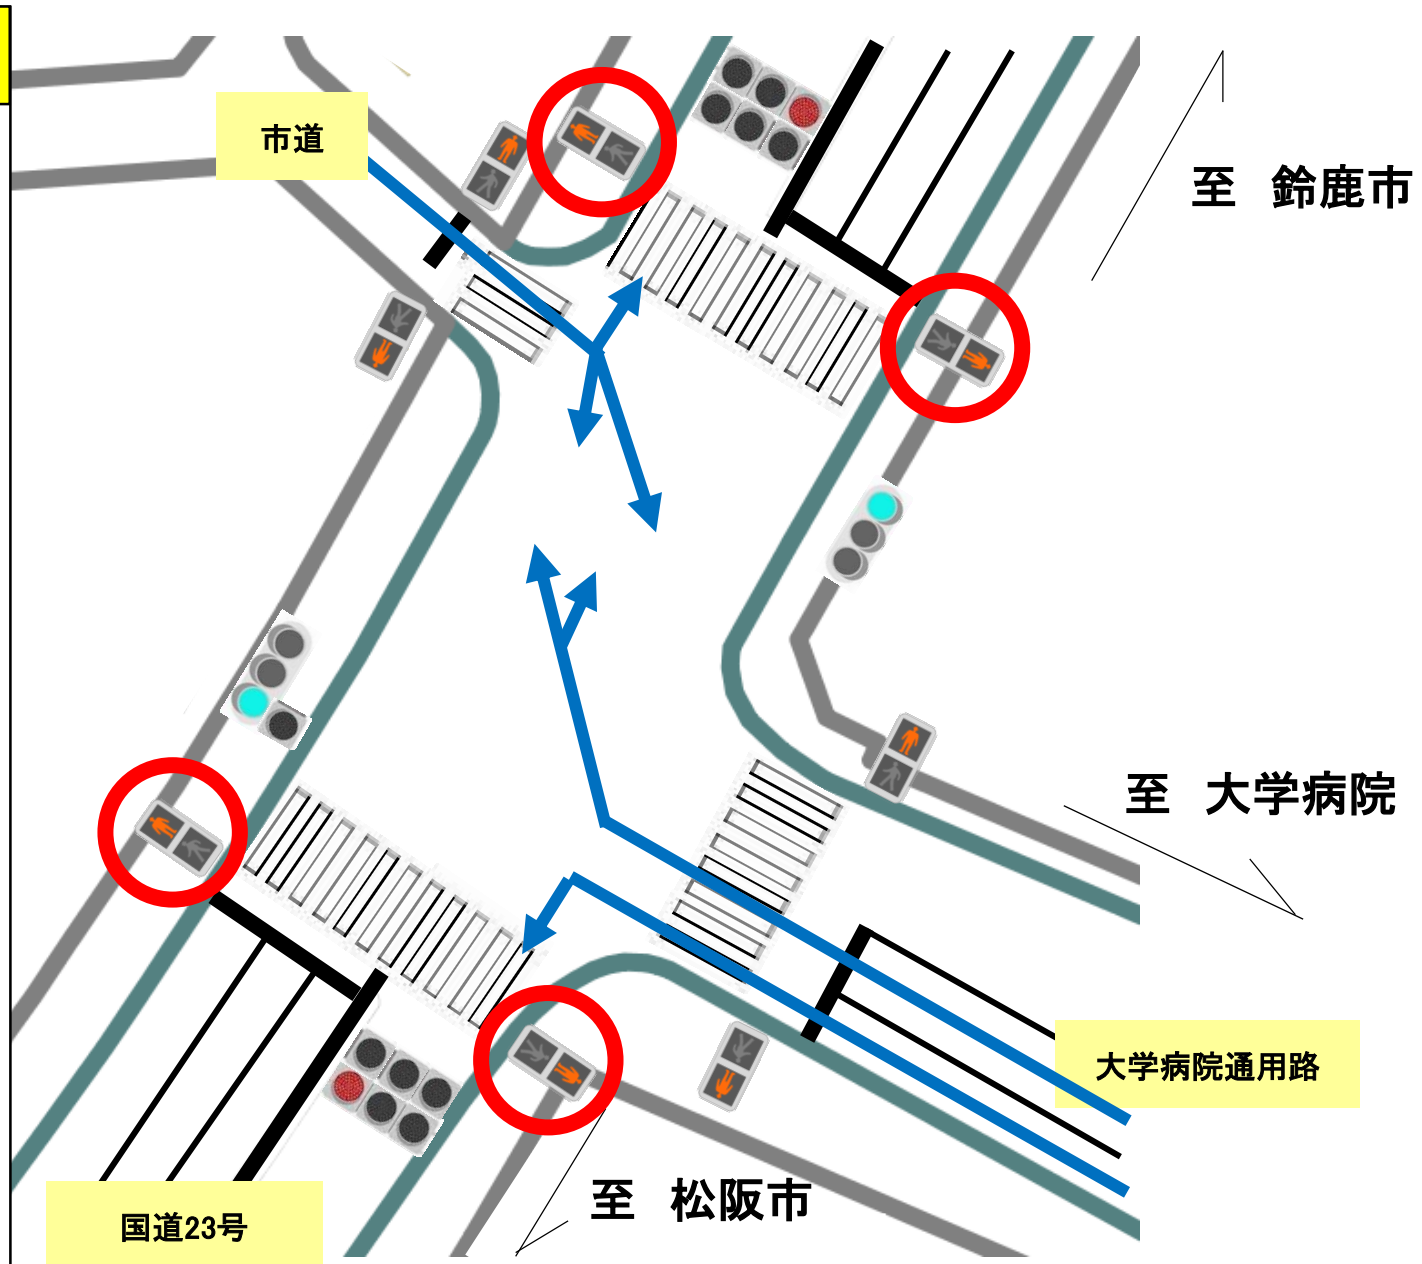 市道
至　鈴鹿市
至　大学病院
大学病院通用路
至　松阪市
国道23号